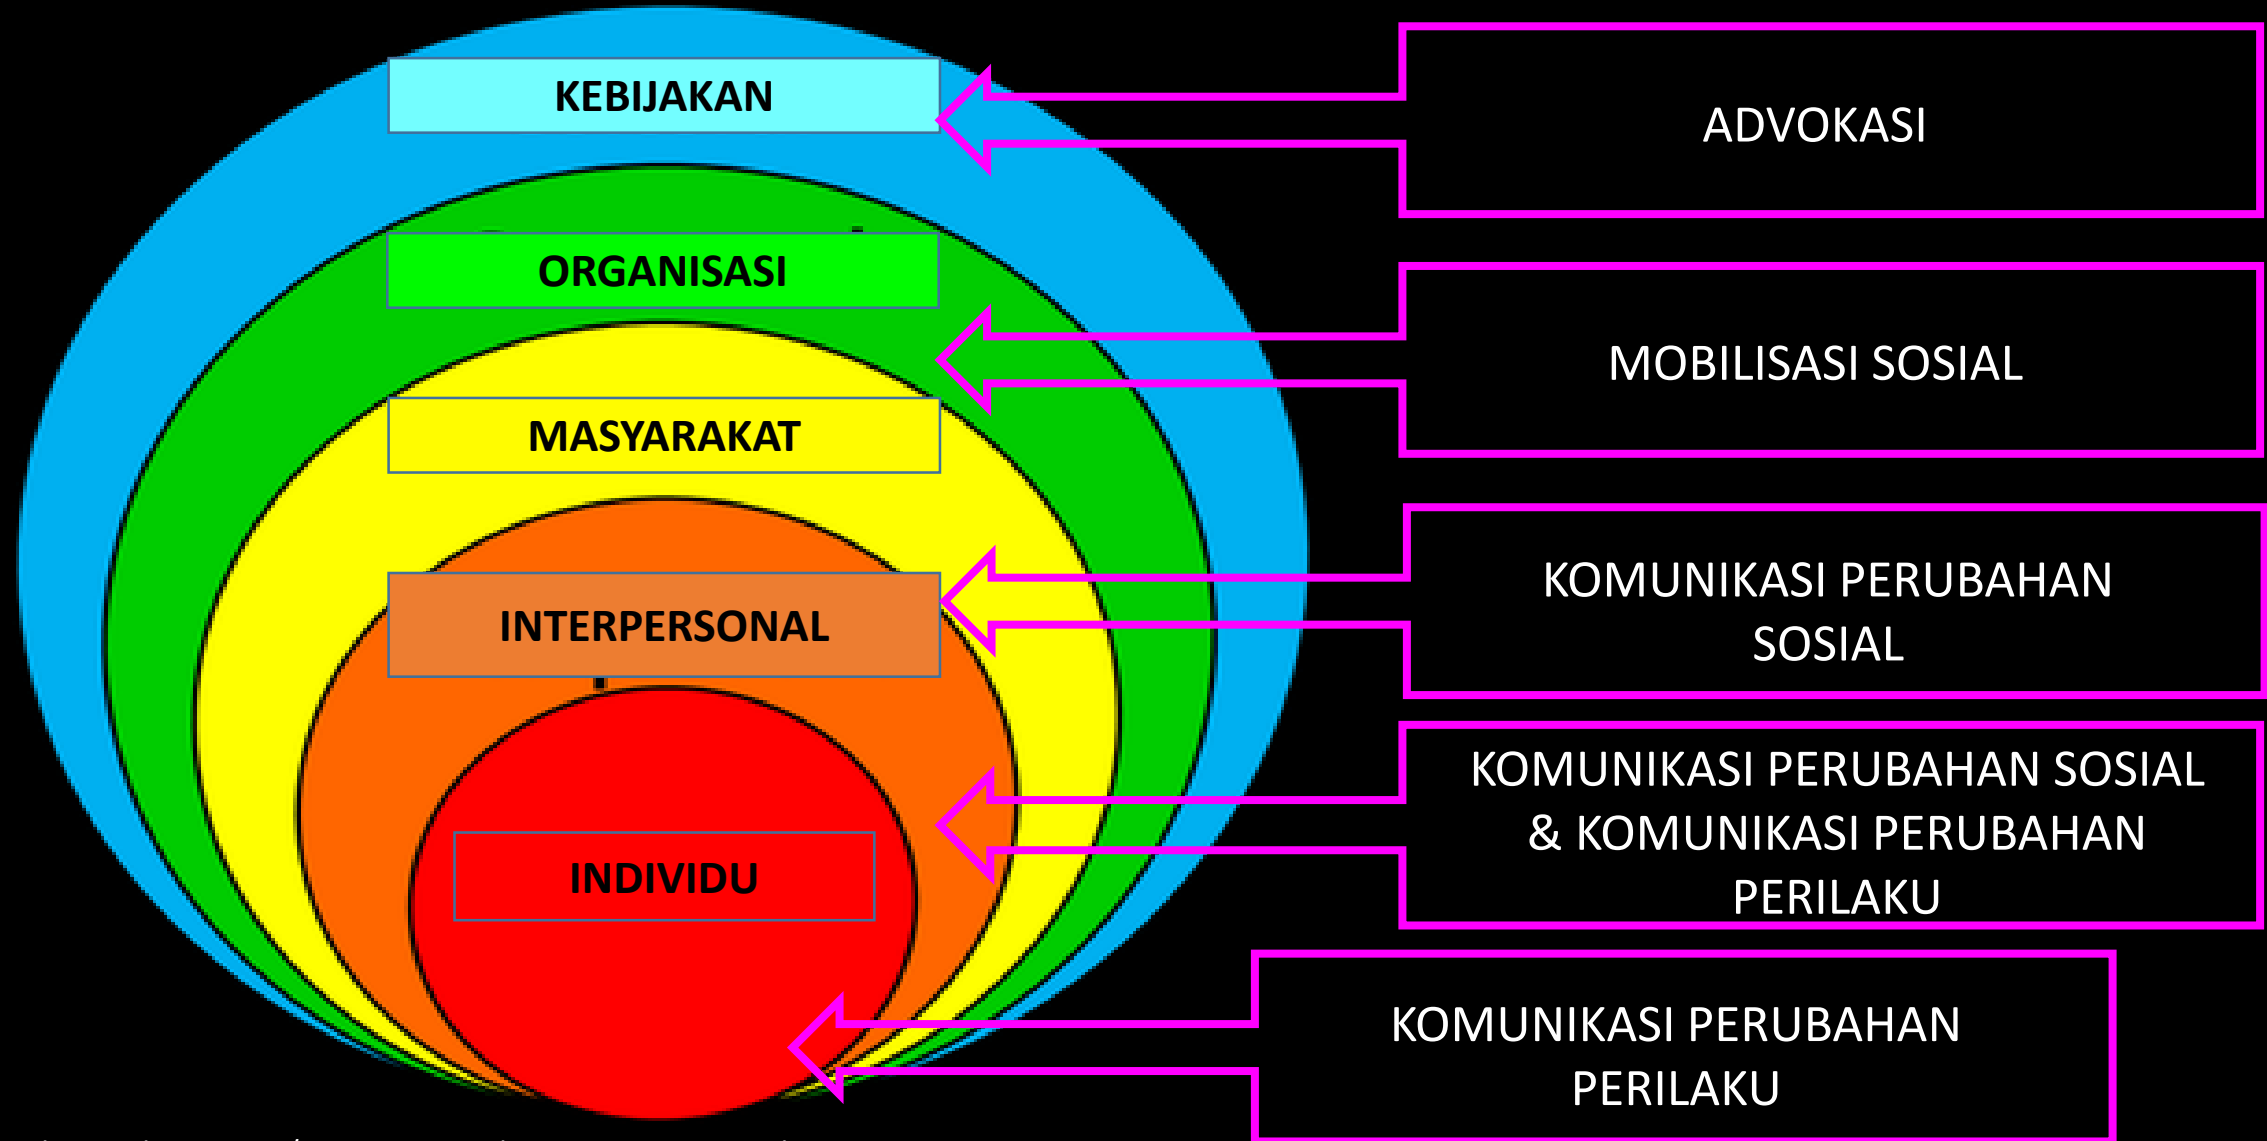 KEBIJAKAN
ADVOKASI
ORGANISASI
MOBILISASI SOSIAL
MASYARAKAT
KOMUNIKASI PERUBAHAN
SOSIAL
INTERPERSONAL
KOMUNIKASI PERUBAHAN SOSIAL
& KOMUNIKASI PERUBAHAN
PERILAKU
INDIVIDU
KOMUNIKASI PERUBAHAN
PERILAKU